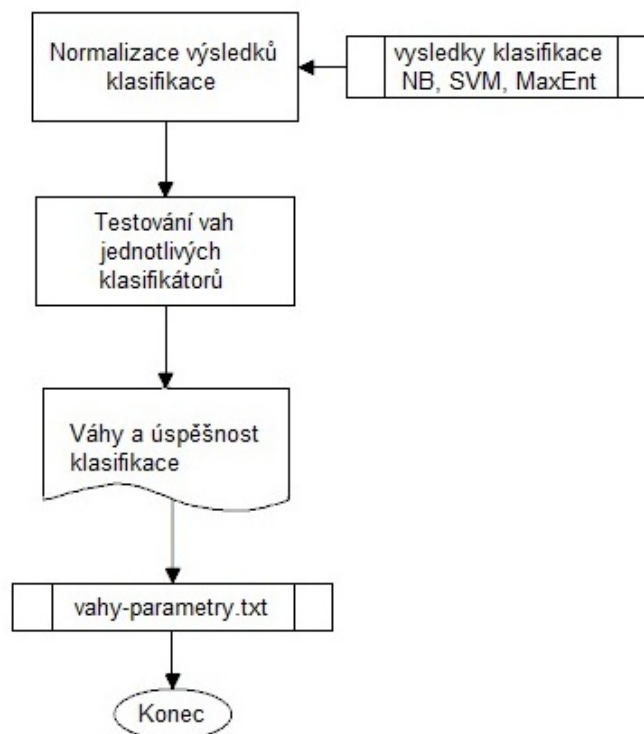 Normalizace výsledků
klasifikace
vysledky klasifikace
NB, SVM, MaxEnt
Testování vah
jednotlivých
klasifikátorů
Váhy a úspěšnost
klasifikace
vahy-parametry.txt
Konec